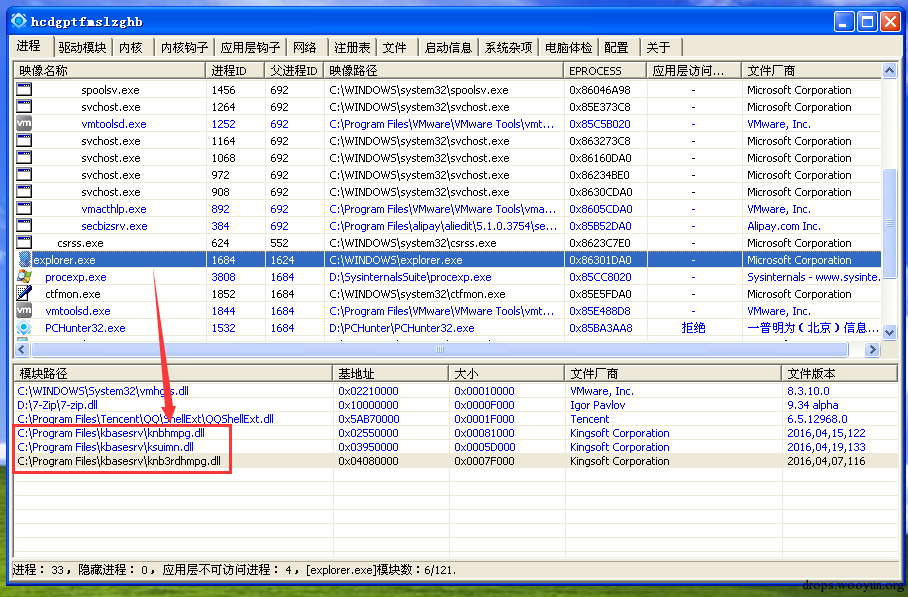 hcdgptfmslzghb
进程 驱动模块 内核 内核钩子 应用层钩子 网络 注册表 文件 启动信息 系统杂项 电脑体检 配置 关于
映像名称 进程ID 父进程ID 映像路径 EPROCESS 应用层访问... 文件厂商
spoolsv.exe 1456 692 C:\WINDOWS\system32\spoolsv.exe 0x86046A98 - Microsoft Corporation
svchost.exe 1264 692 C:\WINDOWS\system32\svchost.exe 0x85E373C8 - Microsoft Corporation
vmtoolsd.exe 1252 692 C:\Program Files\VMware\VMware Tools\vmt... 0x85C5B020 - VMware, Inc.
svchost.exe 1164 692 C:\WINDOWS\system32\svchost.exe 0x863273C8 - Microsoft Corporation
svchost.exe 1068 692 C:\WINDOWS\system32\svchost.exe 0x86160DA0 - Microsoft Corporation
svchost.exe 972 692 C:\WINDOWS\system32\svchost.exe 0x86234BE0 - Microsoft Corporation
svchost.exe 908 692 C:\WINDOWS\system32\svchost.exe 0x8630CDA0 - Microsoft Corporation
vmacthlp.exe 892 692 C:\Program Files\VMware\VMware Tools\vma... 0x8605CDA0 - VMware, Inc.
secbizsrv.exe 384 692 C:\Program Files\alipay\aliedit\5.1.0.3754\se... 0x85B52DA0 - Alipay.com Inc.
csrss.exe 624 552 C:\WINDOWS\system32\csrss.exe 0x8623C7E0 - Microsoft Corporation
explorer.exe 1684 1624 C:\WINDOWS\explorer.exe 0x86301DA0 - Microsoft Corporation
procexp.exe 3808 1684 D:\SysinternalsSuite\procexp.exe 0x85CC8020 - Sysinternals - www.sysinte...
ctfmon.exe 1852 1684 C:\WINDOWS\system32\ctfmon.exe 0x85E5FDA0 - Microsoft Corporation
vmtoolsd.exe 1844 1684 C:\Program Files\VMware\VMware Tools\vmt... 0x85E488D8 - VMware, Inc.
PCHunter32.exe 1532 1684 D:\PCHunter\PCHunter32.exe 0x85BA3AA8 拒绝 一普明为（北京）信息...
模块路径 基地址 大小 文件厂商 文件版本
C:\WINDOWS\System32\vmhgfs.dll 0x02210000 0x00010000 VMware, Inc. 8.3.10.0
D:\7-Zip\7-zip.dll 0x10000000 0x0000F000 Igor Pavlov 9.34 alpha
C:\Program Files\Tencent\QQ\ShellExt\QQShellExt.dll 0x5AB70000 0x0001F000 Tencent 6.5.12968.0
C:\Program Files\kbasesrv\knbhmpg.dll 0x02550000 0x00081000 Kingsoft Corporation 2016,04,15,122
C:\Program Files\kbasesrv\ksuimn.dll 0x03950000 0x0005D000 Kingsoft Corporation 2016,04,19,133
C:\Program Files\kbasesrv\knb3rdhmpg.dll 0x04080000 0x0007F000 Kingsoft Corporation 2016,04,07,116
进程：33，隐藏进程：0，应用层不可访问进程：4，[explorer.exe]模块数：6/121.
drops.wooyun.org